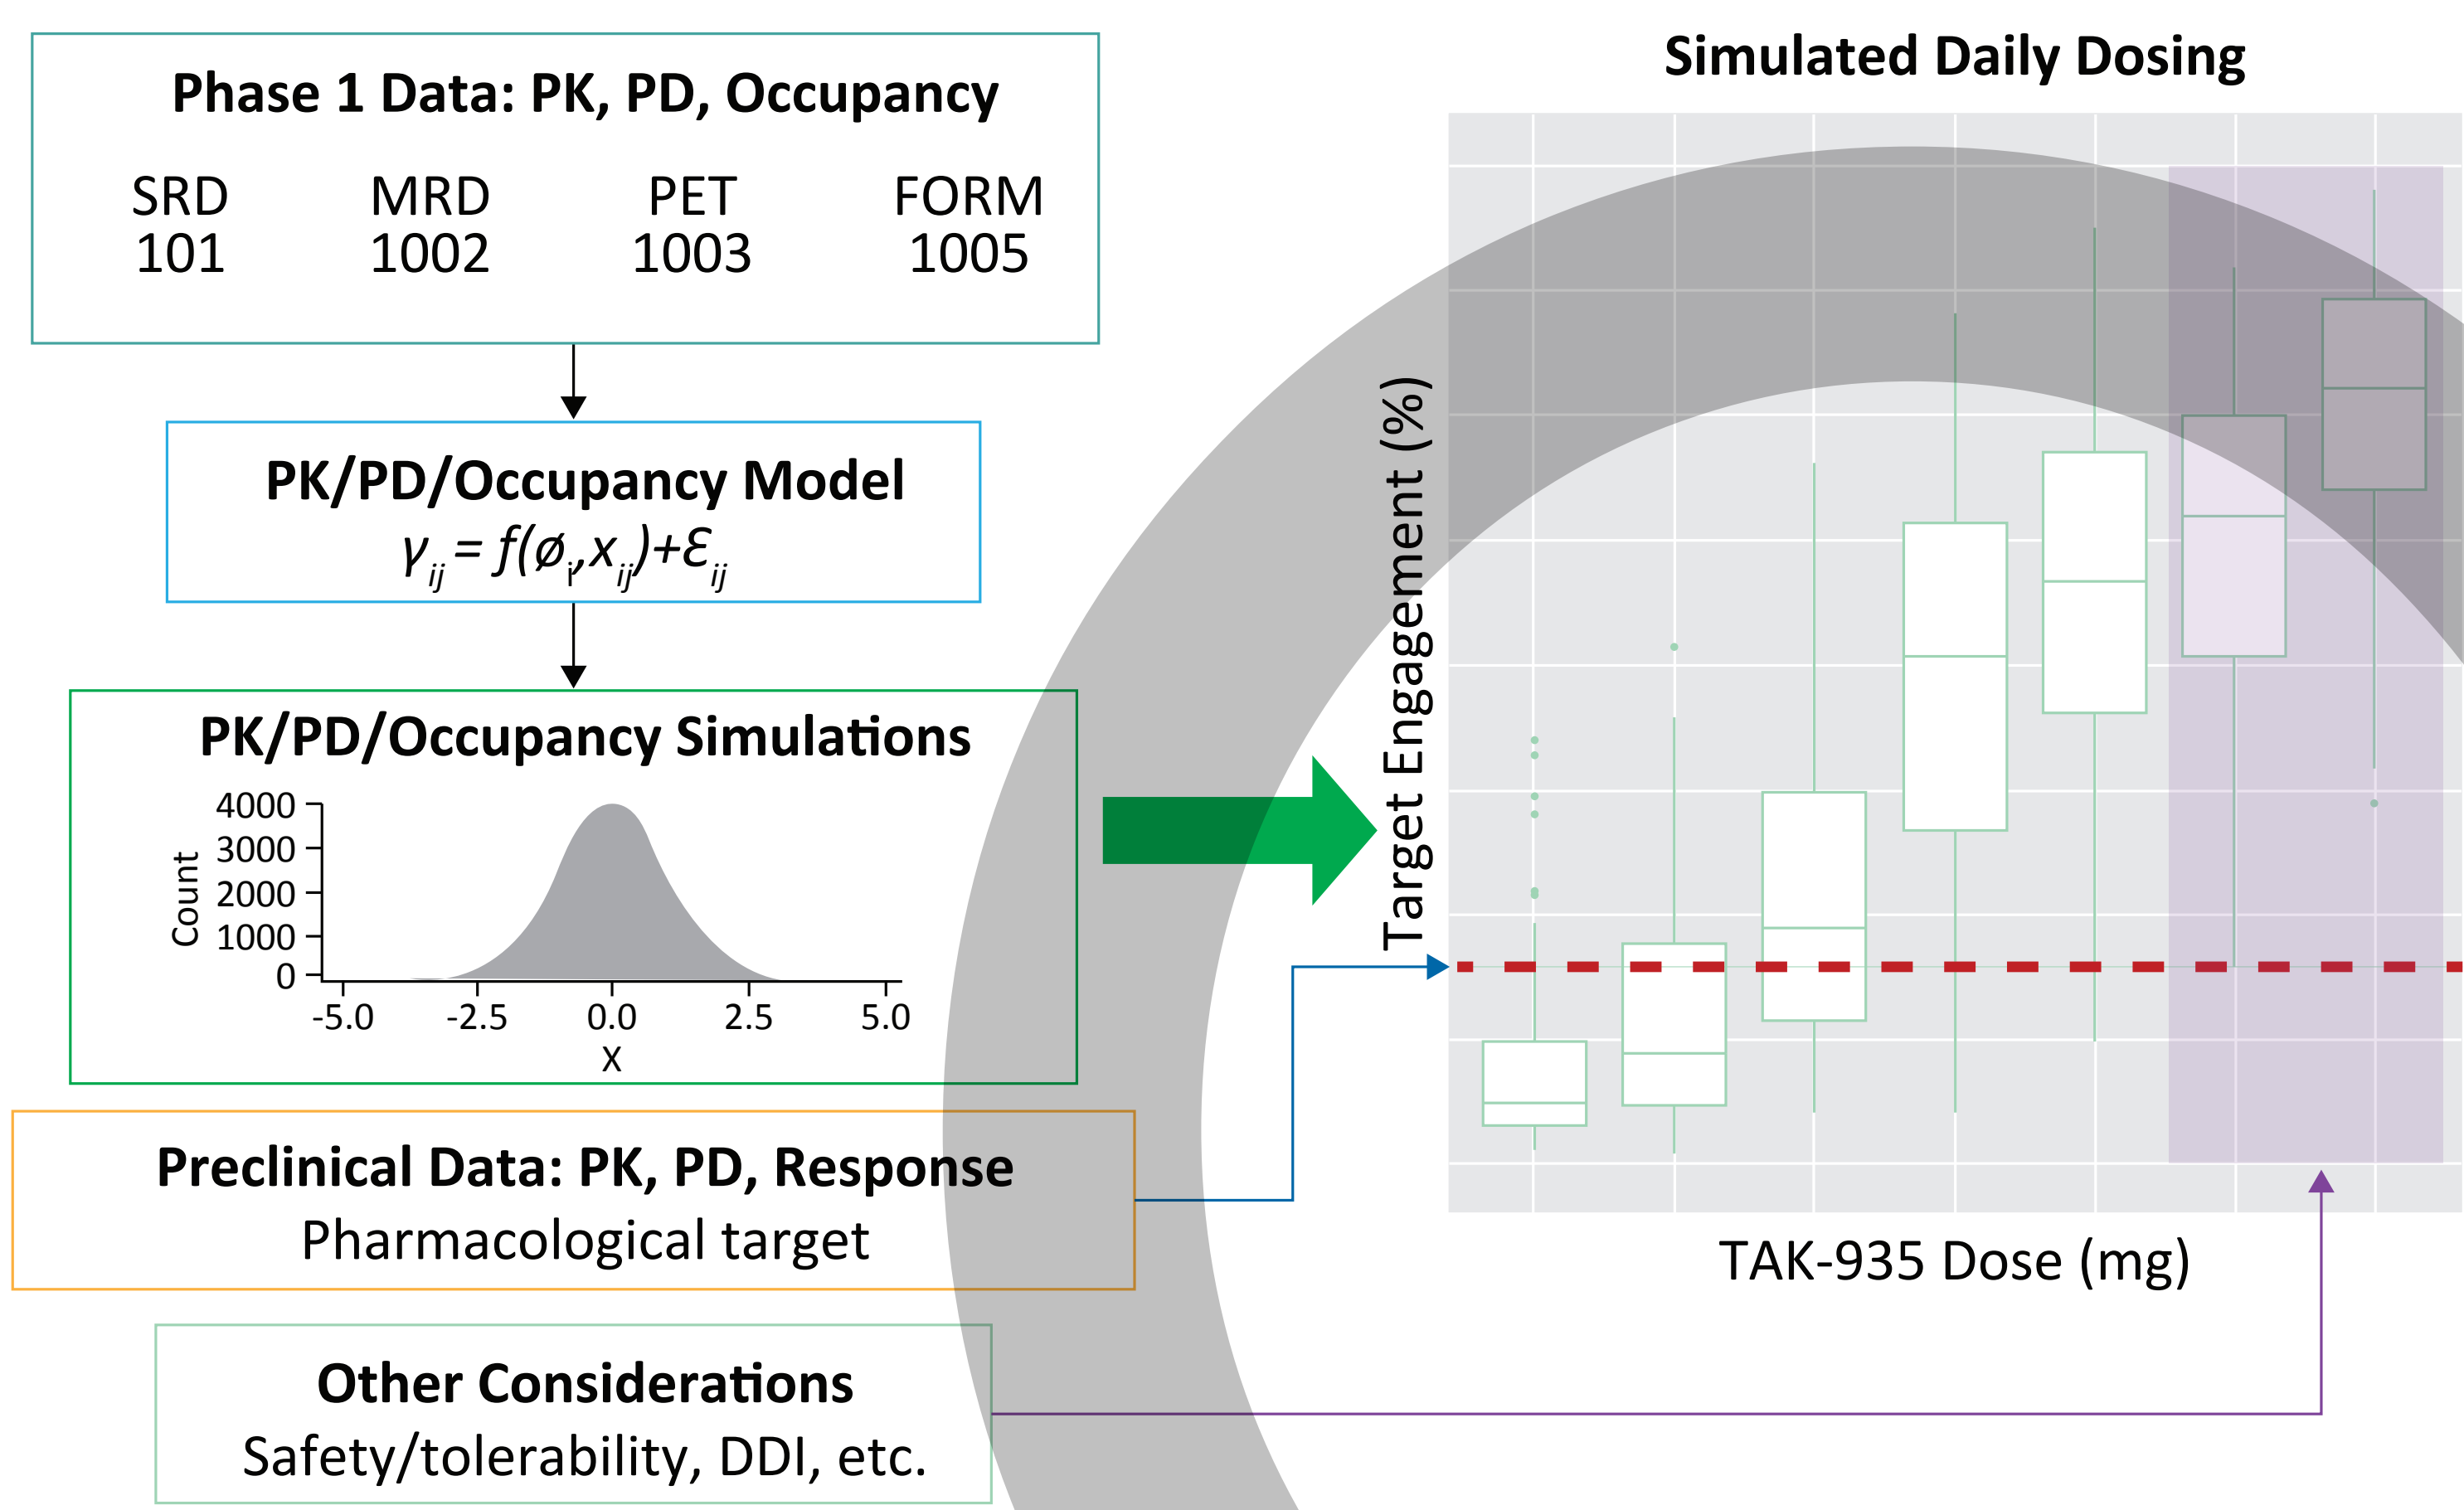 Phase 1 Data: PK, PD, Occupancy
SRD MRD PET FORM
101 1002 1003 1005
PK/PD/Occupancy Model
γij = f(øi,xij)+εij
PK/PD/Occupancy Simulations
4000
3000
2000
1000
0
Count
-5.0 -2.5 0.0 2.5 5.0
X
Preclinical Data: PK, PD, Response
Pharmacological target
Other Considerations
Safety/tolerability, DDI, etc.
Simulated Daily Dosing
Target Engagement (%)
TAK-935 Dose (mg)